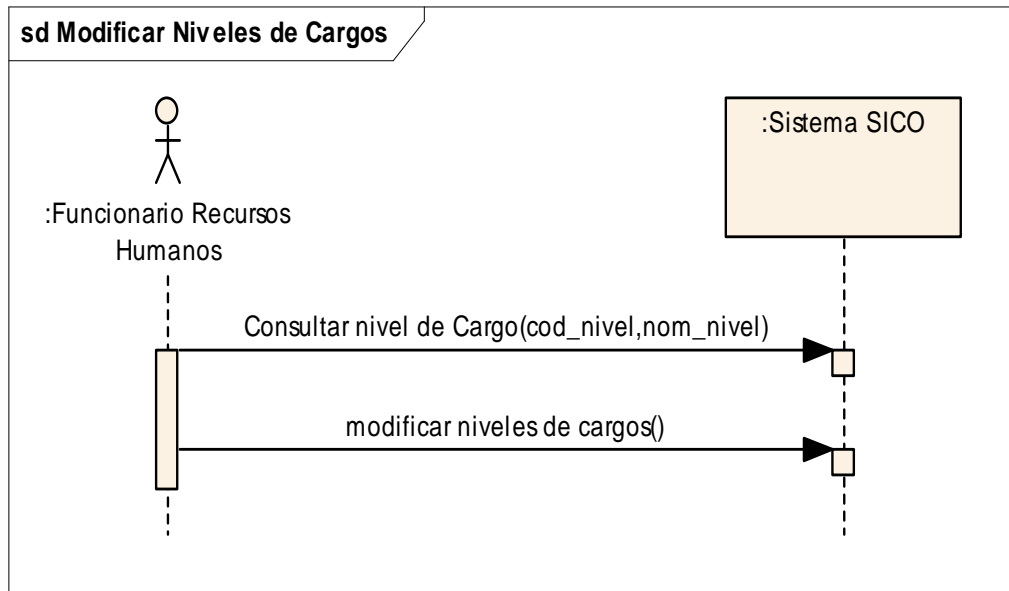 sd Modificar Niveles de Cargos
:Funcionario Recursos
Humanos
:Sistema SICO
Consultar nivel de Cargo(cod_nivel,nom_nivel)
modificar niveles de cargos()